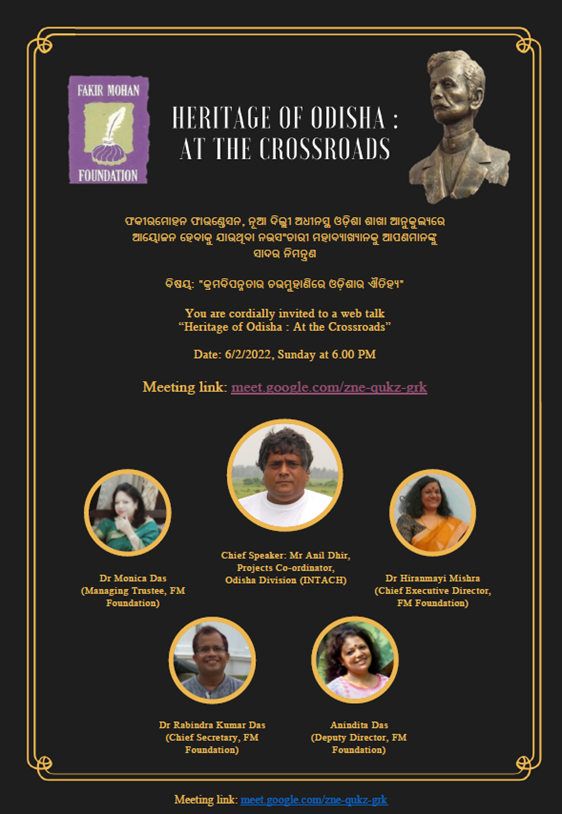 FAKIR MOHAN
FOUNDATION
HERITAGE OF ODISHA :
AT THE CROSSROADS
ଫକୀରମୋହନ ଫାଉଣ୍ଡେସନ, ନୂଆ ଦିଲ୍ଲୀ ଅଧୀନସ୍ଥ ଓଡ଼ିଶା ଶାଖା ଆନୁକୁଲ୍ୟରେ
ଆୟୋଜନ ହେବାକୁ ଯାଉଥିବା ନଭସଂଚାରୀ ମହାବ୍ୟାଖ୍ୟାନକୁ ଆପଣମାନଙ୍କୁ
ସାଦର ନିମନ୍ତ୍ରଣ
ବିଷୟ: "କ୍ରମବିପନ୍ନତାର ଚଉମୁହାଣିରେ ଓଡ଼ିଶାର ଐତିହ୍ୟ"
You are cordially invited to a web talk
“Heritage of Odisha : At the Crossroads”
Date: 6/2/2022, Sunday at 6.00 PM
Meeting link: meet.google.com/zne-qukz-grk
Chief Speaker: Mr Anil Dhir,
Projects Co-ordinator,
Odisha Division (INTACH)
Dr Monica Das
(Managing Trustee, FM
Foundation)
Dr Hiranmayi Mishra
(Chief Executive Director,
FM Foundation)
Dr Rabindra Kumar Das
(Chief Secretary, FM
Foundation)
Anindita Das
(Deputy Director, FM
Foundation)
Meeting link: meet.google.com/zne-qukz-grk